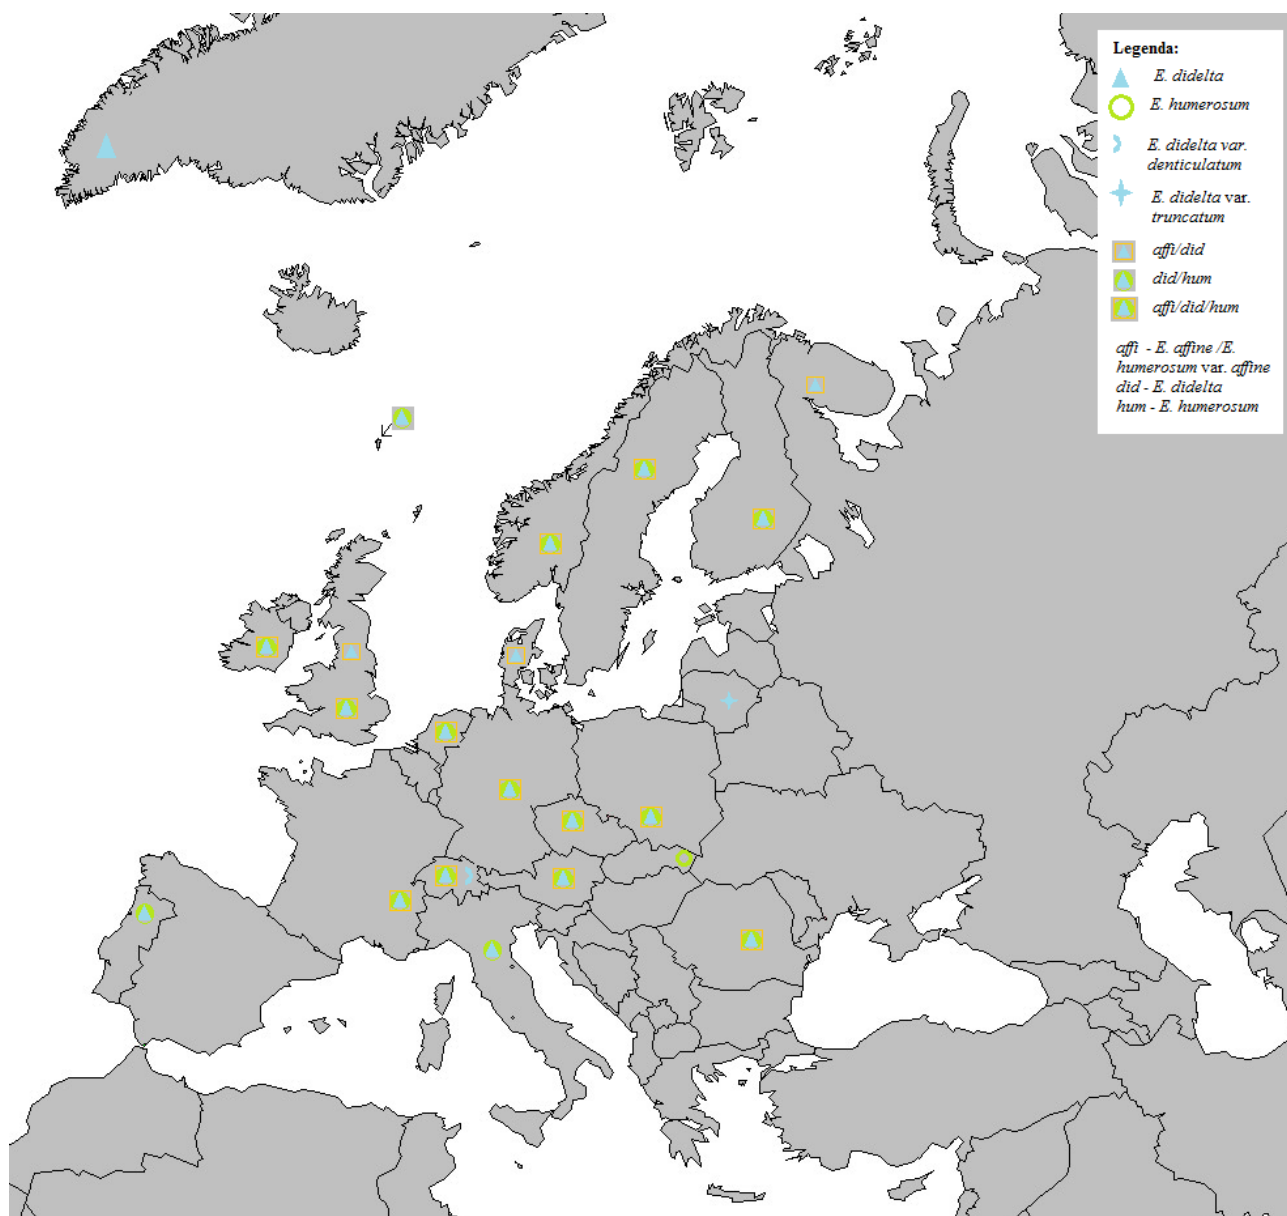 Legenda:
E. didelta
E. humerosum
E. didelta var.
denticulatum
E. didelta var.
truncatum
affi/did
did/hum
affi/did/hum
affi - E. affine /E.
humerosum var. affine
did - E. didelta
hum - E. humerosum